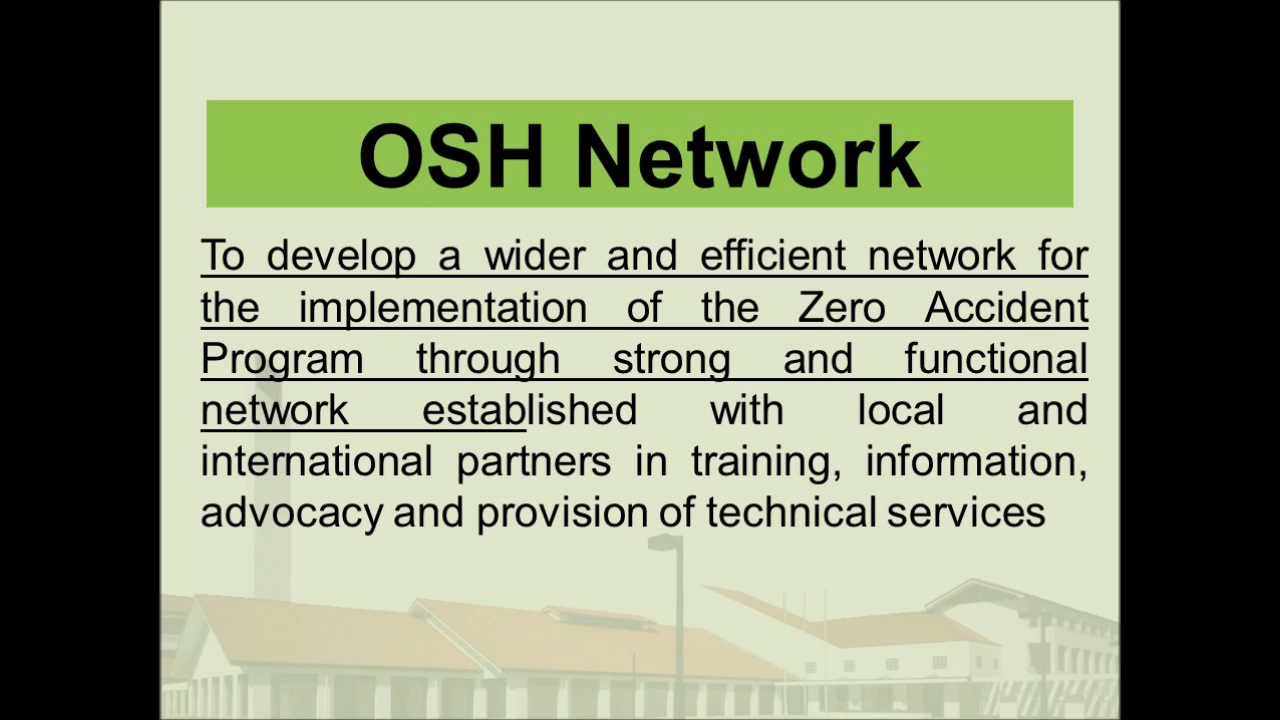 OSH Network
To develop a wider and efficient network for
the implementation of the Zero Accident
Program through strong and functional
network established with local and
international partners in training, information,
advocacy and provision of technical services